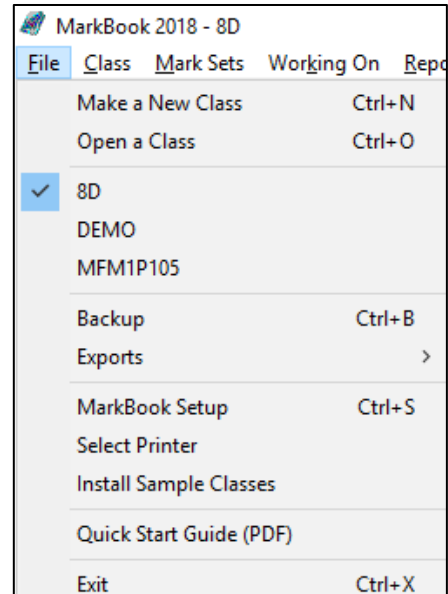 MarkBook 2018 - 8D
File Class Mark Sets Working On Repo
Make a New Class Ctrl+N
Open a Class Ctrl+O
8D
DEMO
MFM1P105
Backup Ctrl+B
Exports >
MarkBook Setup Ctrl+S
Select Printer
Install Sample Classes
Quick Start Guide (PDF)
Exit Ctrl+X